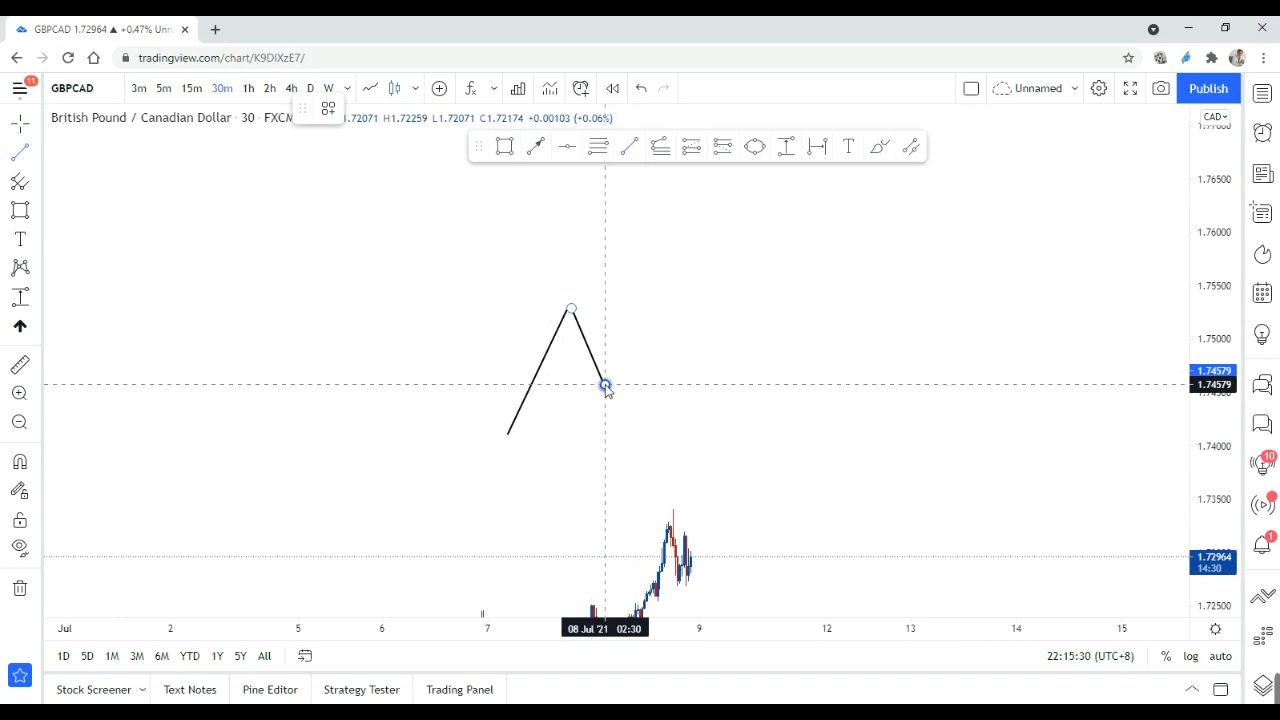 GBPCAD 1.72964 ▲ +0.47% Unn
tradingview.com/chart/K9DIXzE7/
11
GBPCAD
3m 5m 15m 30m 1h 2h 4h D W
Unnamed
Publish
British Pound / Canadian Dollar · 30 · FXCM
1.72071 H1.72259 L1.72071 C1.72174 +0.00103 (+0.06%)
CAD
1.77000
1.76500
1.76000
1.75500
1.75000
1.74579
1.74579
1.74000
1.73500
1.72964
14:30
1.72500
10
1
Jul 2 5 6 7 08 Jul '21 02:30 9 12 13 14 15
1D 5D 1M 3M 6M YTD 1Y 5Y All
22:15:30 (UTC+8) % log auto
Stock Screener Text Notes Pine Editor Strategy Tester Trading Panel